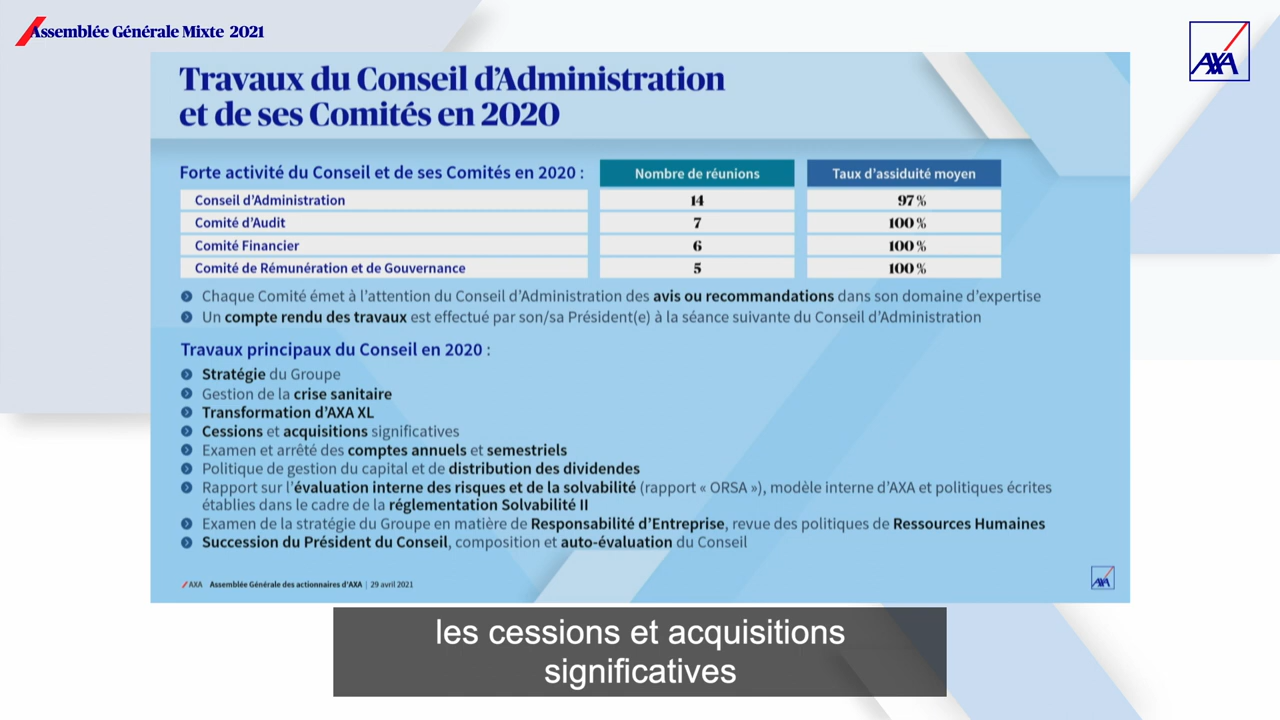 Assemblée Générale Mixte 2021
AXA
Travaux du Conseil d'Administration
et de ses Comités en 2020
Forte activité du Conseil et de ses Comités en 2020 : Nombre de réunions Taux d'assiduité moyen
Conseil d'Administration 14 97 %
Comité d'Audit 7 100 %
Comité Financier 6 100 %
Comité de Rémunération et de Gouvernance 5 100 %
Chaque Comité émet à l'attention du Conseil d'Administration des avis ou recommandations dans son domaine d'expertise
Un compte rendu des travaux est effectué par son/sa Président(e) à la séance suivante du Conseil d'Administration
Travaux principaux du Conseil en 2020 :
Stratégie du Groupe
Gestion de la crise sanitaire
Transformation d'AXA XL
Cessions et acquisitions significatives
Examen et arrêté des comptes annuels et semestriels
Politique de gestion du capital et de distribution des dividendes
Rapport sur l'évaluation interne des risques et de la solvabilité (rapport « ORSA »), modèle interne d'AXA et politiques écrites
établies dans le cadre de la réglementation Solvabilité II
Examen de la stratégie du Groupe en matière de Responsabilité d'Entreprise, revue des politiques de Ressources Humaines
Succession du Président du Conseil, composition et auto-évaluation du Conseil
AXA Assemblée Générale des actionnaires d'AXA | 29 avril 2021
AXA
les cessions et acquisitions
significatives